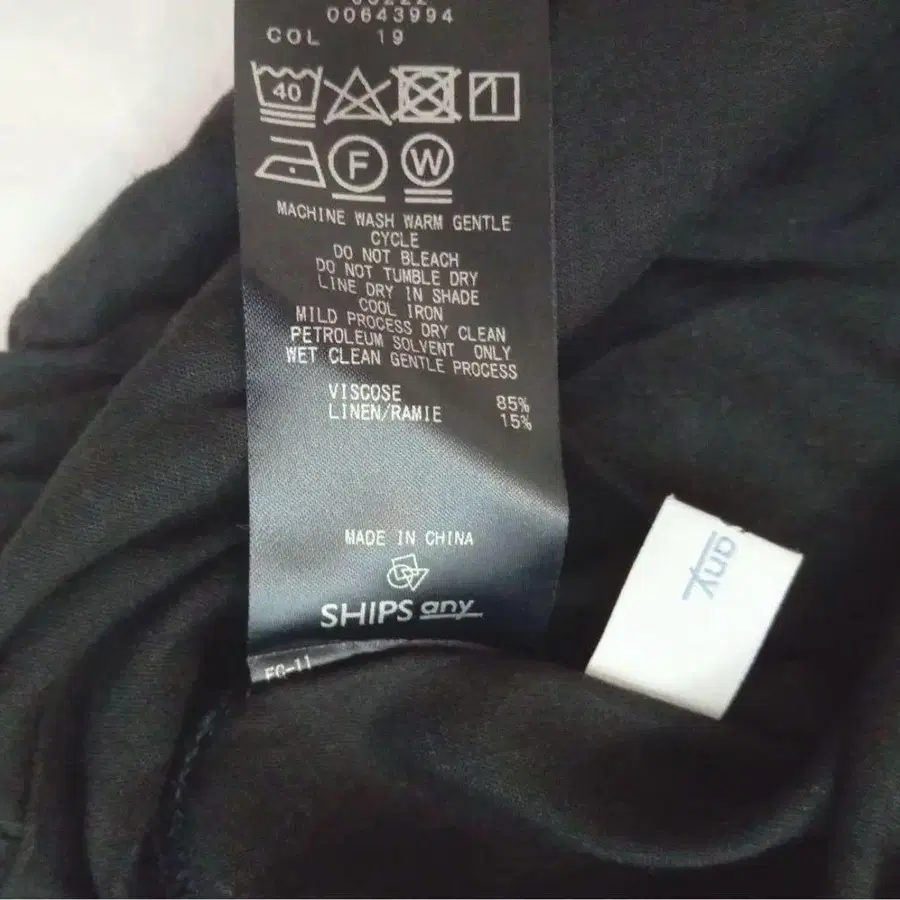 00643994
COL 19
40
F W
MACHINE WASH WARM GENTLE
CYCLE
DO NOT BLEACH
DO NOT TUMBLE DRY
LINE DRY IN SHADE
COOL IRON
MILD PROCESS DRY CLEAN
PETROLEUM SOLVENT ONLY
WET CLEAN GENTLE PROCESS
VISCOSE 85%
LINEN/RAMIE 15%
MADE IN CHINA
SHIPS any
any